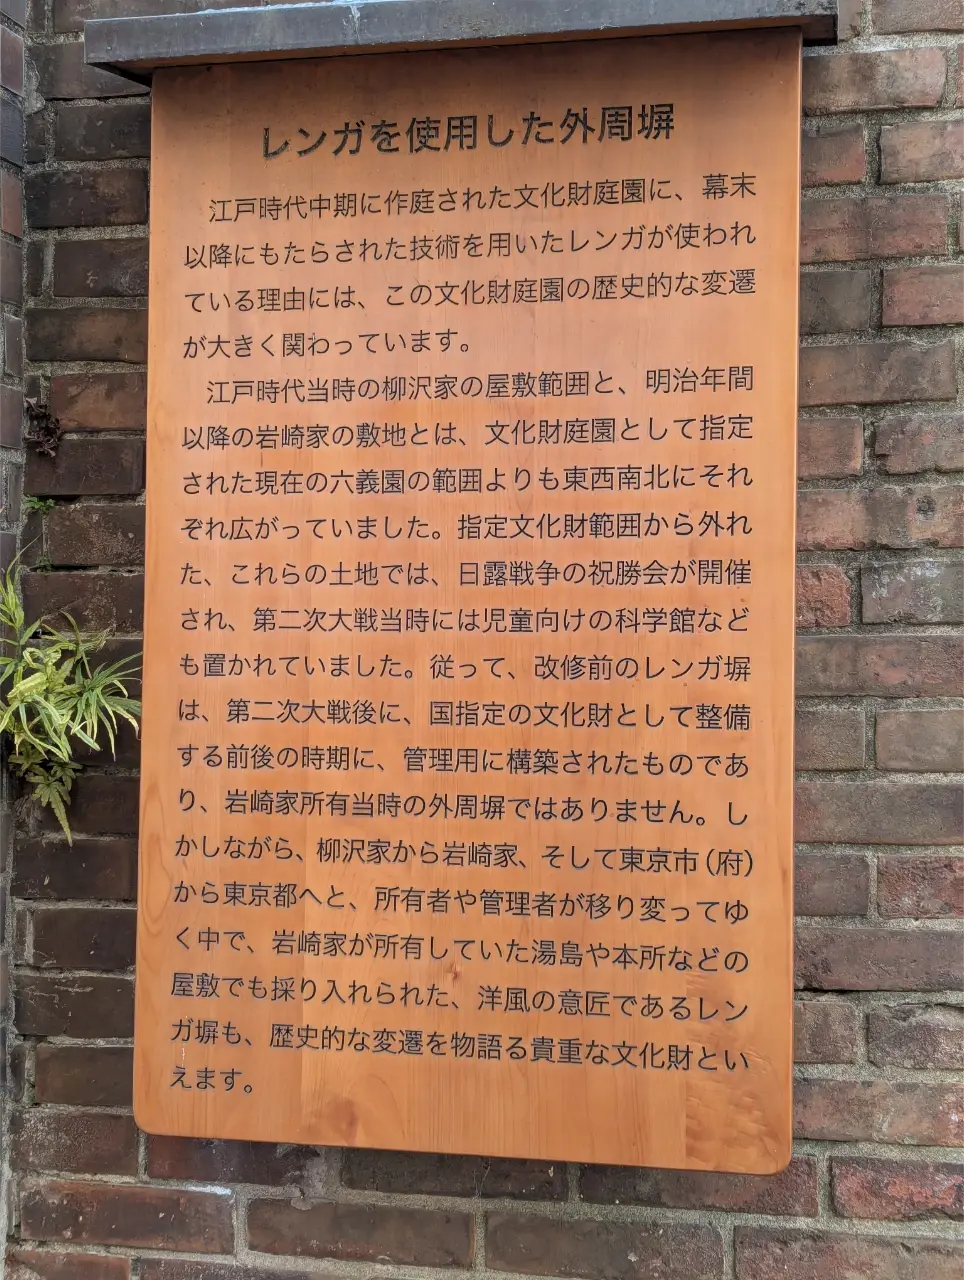 レンガを使用した外周塀
江戸時代中期に作庭された文化財庭園に、幕末
以降にもたらされた技術を用いたレンガが使われ
ている理由には、この文化財庭園の歴史的な変遷
が大きく関わっています。
江戸時代当時の柳沢家の屋敷範囲と、明治年間
以降の岩崎家の敷地とは、文化財庭園として指定
された現在の六義園の範囲よりも東西南北にそれ
ぞれ広がっていました。指定文化財範囲から外れ
た、これらの土地では、日露戦争の祝勝会が開催
され、第二次大戦当時には児童向けの科学館など
も置かれていました。従って、改修前のレンガ塀
は、第二次大戦後に、国指定の文化財として整備
する前後の時期に、管理用に構築されたものであ
り、岩崎家所有当時の外周塀ではありません。し
かしながら、柳沢家から岩崎家、そして東京市(府)
から東京都へと、所有者や管理者が移り変ってゆ
く中で、岩崎家が所有していた湯島や本所などの
屋敷でも採り入れられた、洋風の意匠であるレン
ガ塀も、歴史的な変遷を物語る貴重な文化財とい
えます。